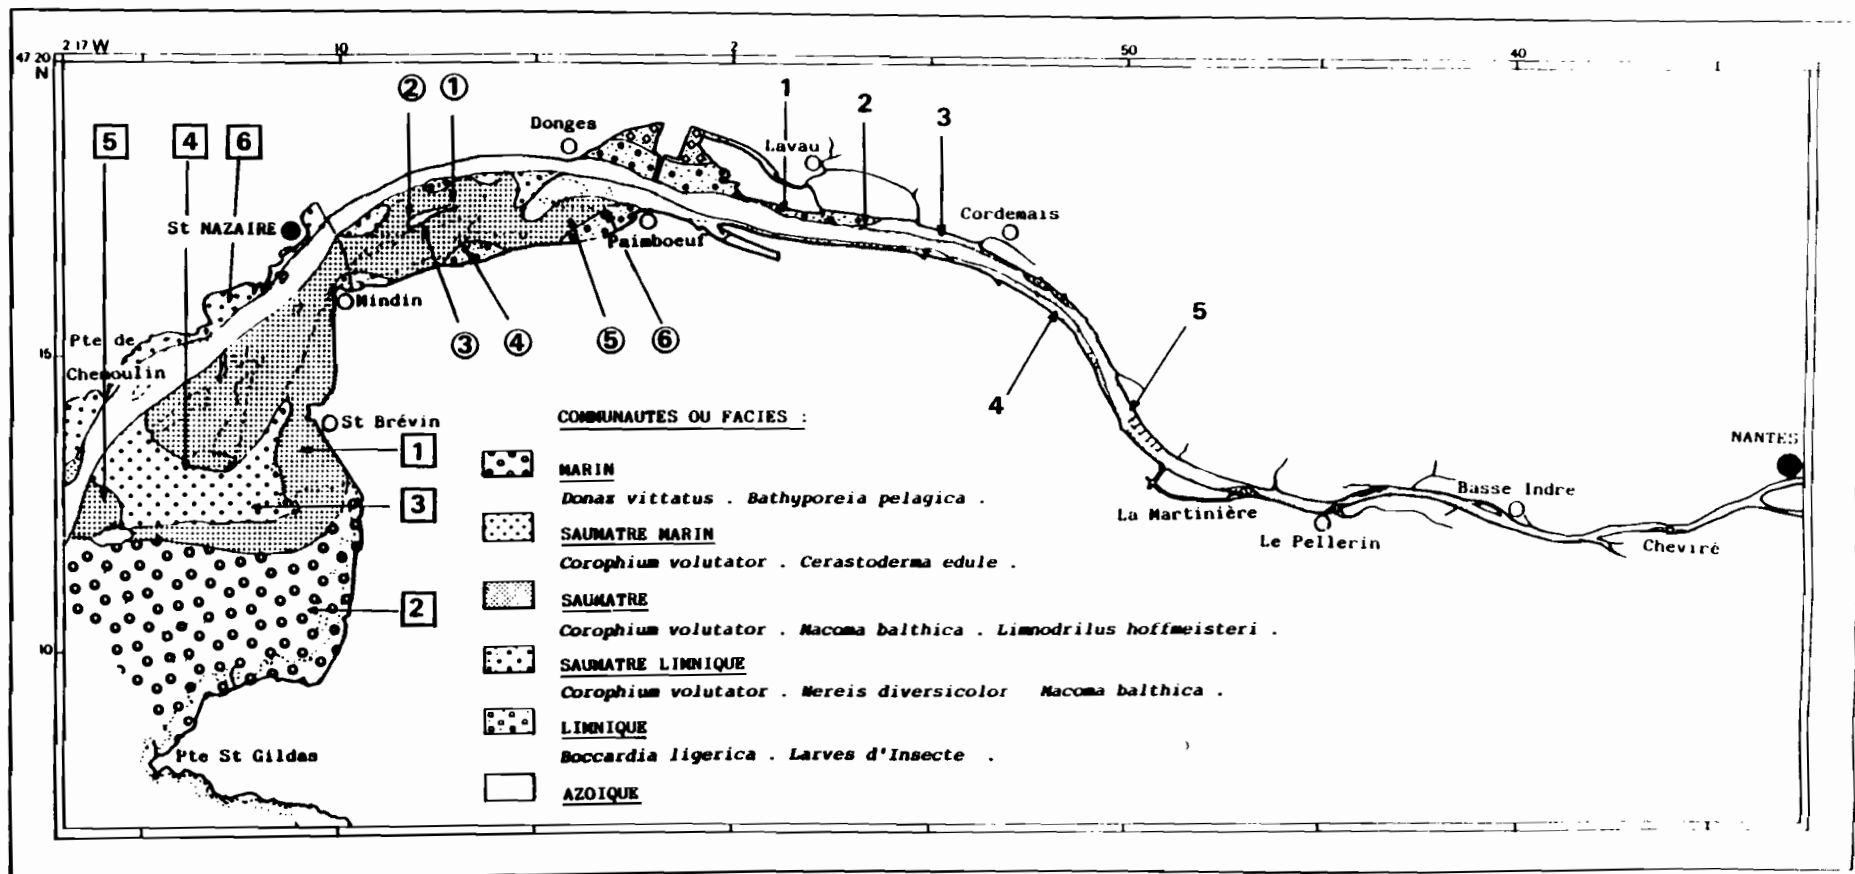 2 17 W
10
2
50
40
47 20
N
② ①
1
2
3
Donges
5 4 6
Lavau
Cordemais
St NAZAIRE
Paimboeuf
Mindin
③ ④ ⑤ ⑥
5
4
Pte de
Chemoulin
15
St Brévin
1
3
2
10
Pte St Gildas
NANTES
Basse Indre
La Martinière
Le Pellerin
Cheviré
COMMUNAUTES OU FACIES :
MARIN
Donax vittatus . Bathyporeia pelagica .
SAUMATRE MARIN
Corophium volutator . Cerastoderma edule .
SAUMATRE
Corophium volutator . Macoma balthica . Limnodrilus hoffmeisteri .
SAUMATRE LIMNIQUE
Corophium volutator . Nereis diversicolor Macoma balthica .
LIMNIQUE
Boccardia ligerica . Larves d'Insecte .
AZOIQUE